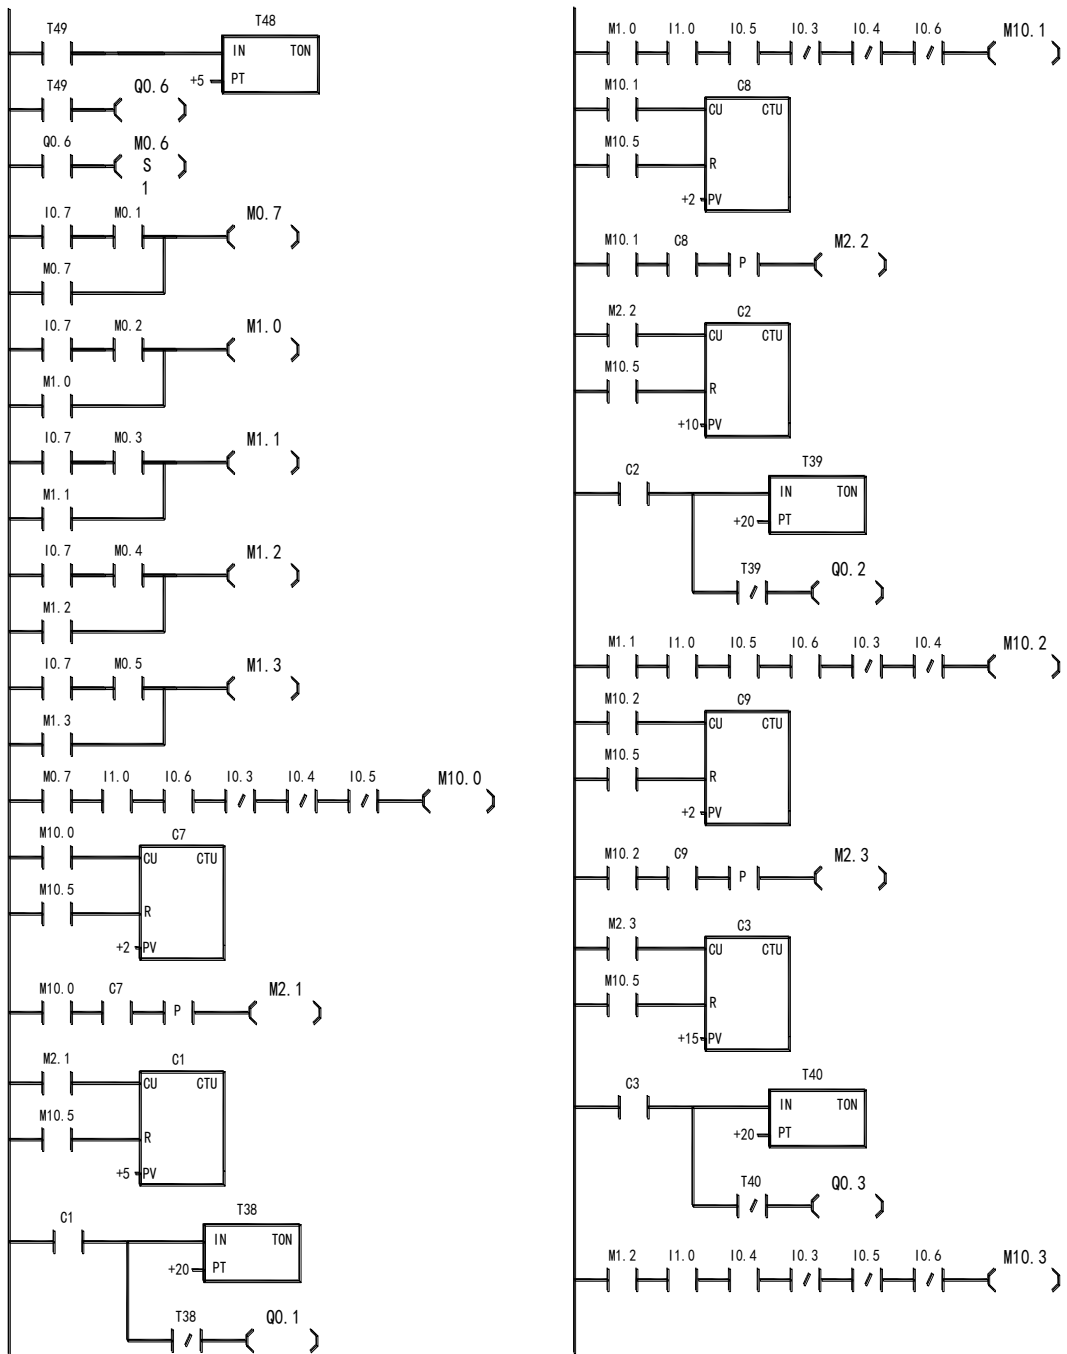 T49 T48
IN TON
+5 PT
T49 Q0.6
Q0.6 M0.6
S
1
I0.7 M0.1 M0.7
M0.7
I0.7 M0.2 M1.0
M1.0
I0.7 M0.3 M1.1
M1.1
I0.7 M0.4 M1.2
M1.2
I0.7 M0.5 M1.3
M1.3
M0.7 I1.0 I0.6 I0.3 I0.4 I0.5 M10.0
M10.0 C7
CU CTU
M10.5
R
+2 PV
M10.0 C7 P M2.1
M2.1 C1
CU CTU
M10.5
R
+5 PV
C1 T38
IN TON
+20 PT
T38 Q0.1
M1.0 I1.0 I0.5 I0.3 I0.4 I0.6 M10.1
M10.1 C8
CU CTU
M10.5
R
+2 PV
M10.1 C8 P M2.2
M2.2 C2
CU CTU
M10.5
R
+10 PV
C2 T39
IN TON
+20 PT
T39 Q0.2
M1.1 I1.0 I0.5 I0.6 I0.3 I0.4 M10.2
M10.2 C9
CU CTU
M10.5
R
+2 PV
M10.2 C9 P M2.3
M2.3 C3
CU CTU
M10.5
R
+15 PV
C3 T40
IN TON
+20 PT
T40 Q0.3
M1.2 I1.0 I0.4 I0.3 I0.5 I0.6 M10.3